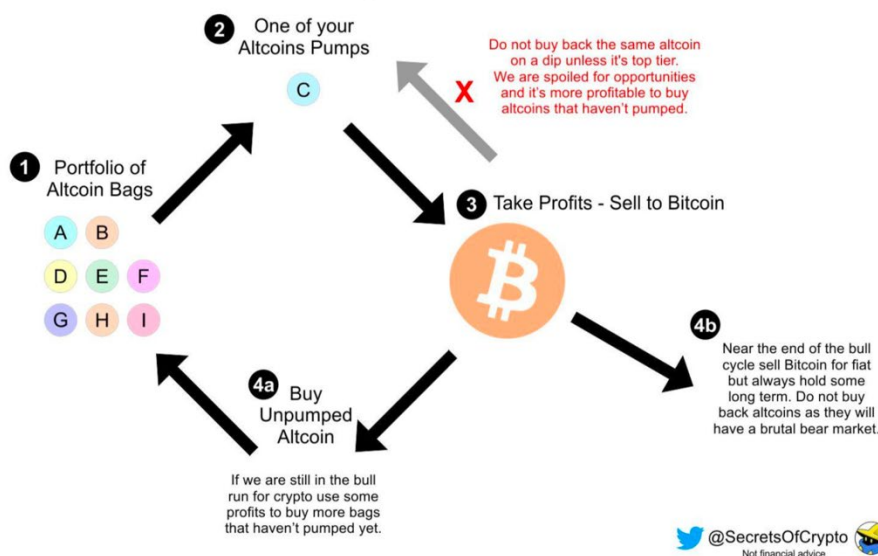 2
One of your
Altcoins Pumps
C
Do not buy back the same altcoin
on a dip unless it's top tier.
We are spoiled for opportunities
and it's more profitable to buy
altcoins that haven't pumped.
X
1
Portfolio of
Altcoin Bags
A B
D E F
G H I
3 Take Profits - Sell to Bitcoin
4a
Buy
Unpumped
Altcoin
If we are still in the bull
run for crypto use some
profits to buy more bags
that haven't pumped yet.
4b
Near the end of the bull
cycle sell Bitcoin for fiat
but always hold some
long term. Do not buy
back altcoins as they will
have a brutal bear market.
@SecretsOfCrypto
Not financial advice